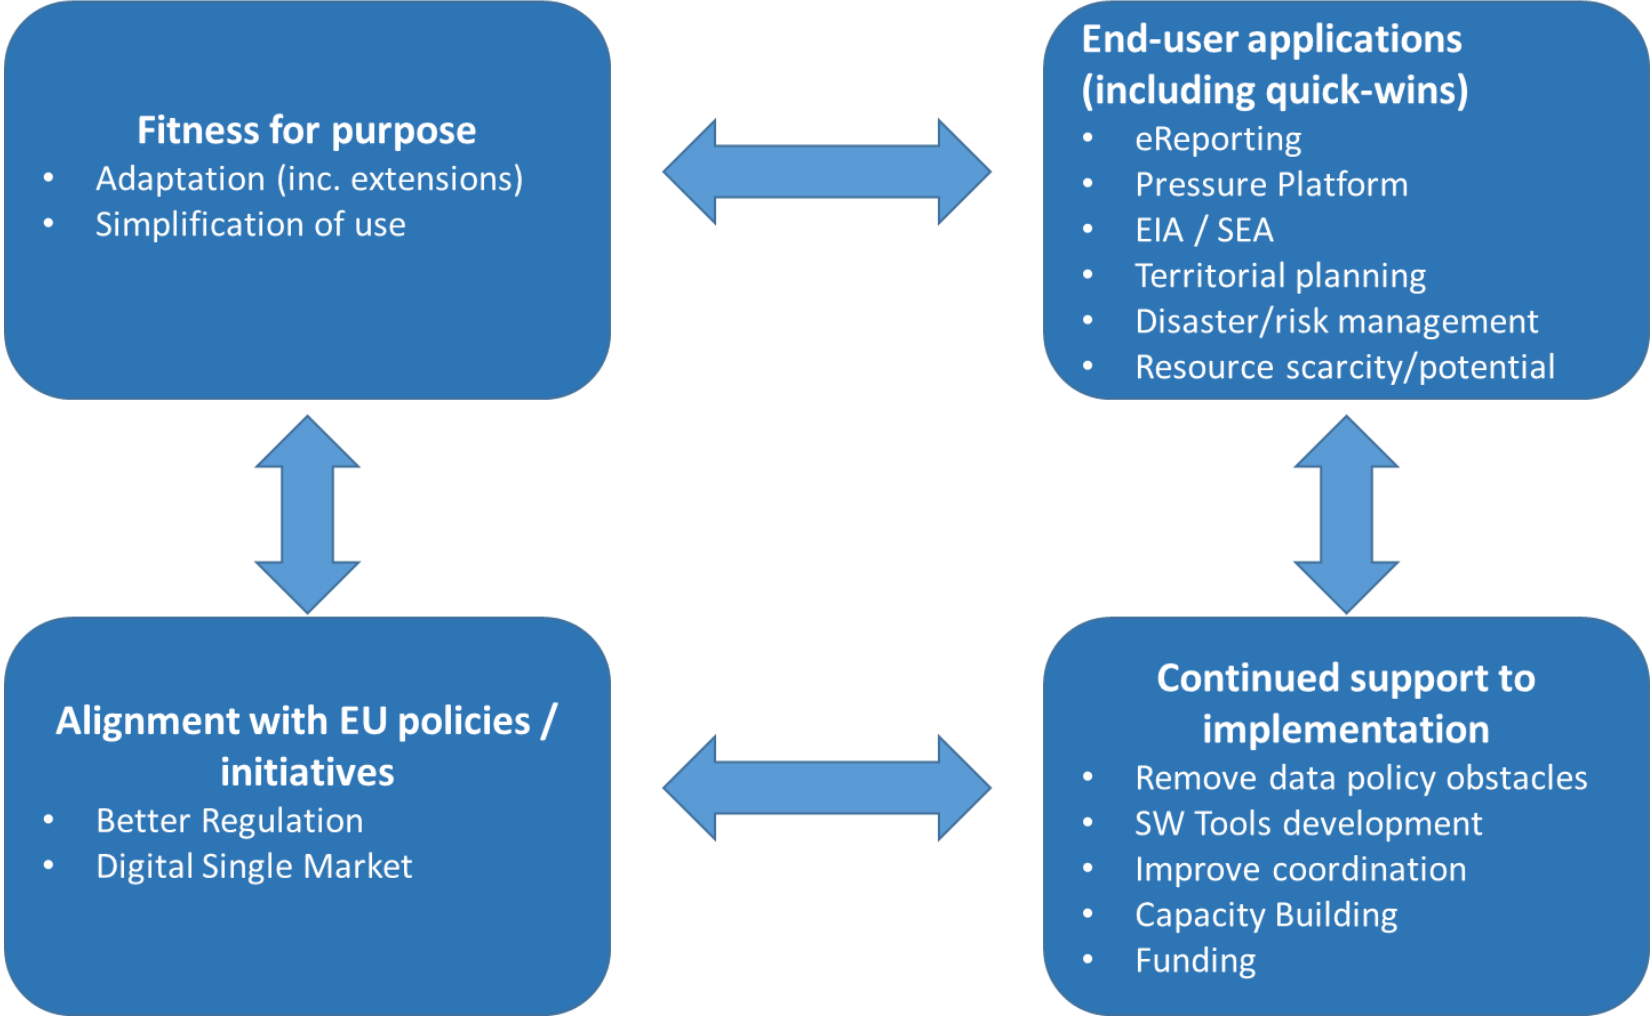 Fitness for purpose
• Adaptation (inc. extensions)
• Simplification of use
End-user applications
(including quick-wins)
• eReporting
• Pressure Platform
• EIA / SEA
• Territorial planning
• Disaster/risk management
• Resource scarcity/potential
Alignment with EU policies /
initiatives
• Better Regulation
• Digital Single Market
Continued support to
implementation
• Remove data policy obstacles
• SW Tools development
• Improve coordination
• Capacity Building
• Funding